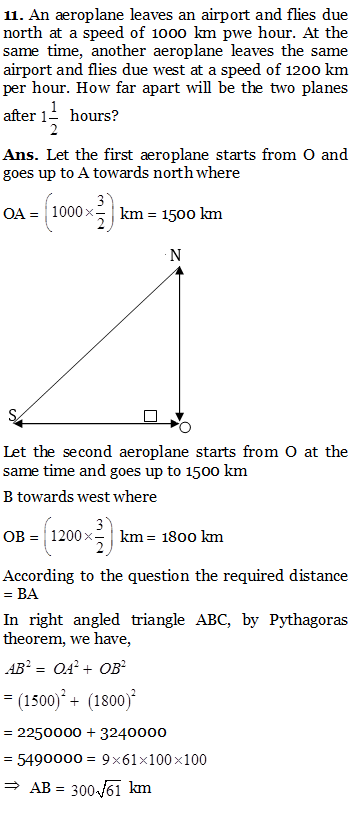 11. An aeroplane leaves an airport and flies due
north at a speed of 1000 km pwe hour. At the
same time, another aeroplane leaves the same
airport and flies due west at a speed of 1200 km
per hour. How far apart will be the two planes
after 1 1/2 hours?
Ans. Let the first aeroplane starts from O and
goes up to A towards north where
OA = (1000 × 3/2) km = 1500 km
N
S
O
Let the second aeroplane starts from O at the
same time and goes up to 1500 km
B towards west where
OB = (1200 × 3/2) km = 1800 km
According to the question the required distance
= BA
In right angled triangle ABC, by Pythagoras
theorem, we have,
AB² = OA² + OB²
= (1500)² + (1800)²
= 2250000 + 3240000
= 5490000 = 9×61×100×100
⇒ AB = 300√61 km